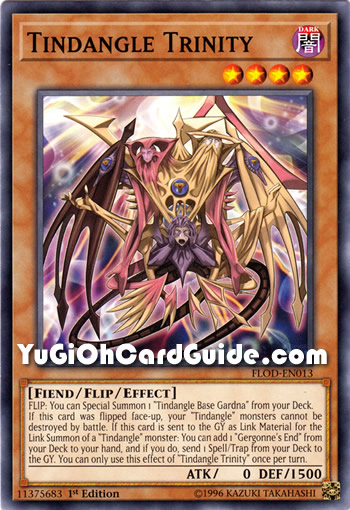 TINDANGLE TRINITY
DARK
闇
YuGiOhCardGuide.com
FLOD-EN013
[FIEND/FLIP/EFFECT]
FLIP: You can Special Summon 1 "Tindangle Base Gardna" from your Deck.
If this card was flipped face-up, your "Tindangle" monsters cannot
be destroyed by battle. If this card is sent to the GY as Link Material for the
Link Summon of a "Tindangle" monster: You can add 1 "Gergonne's End" from
your Deck to your hand, and if you do, send 1 Spell/Trap from your Deck to
the GY. You can only use this effect of "Tindangle Trinity" once per turn.
ATK/ 0 DEF/1500
11375683 1st Edition ©1996 KAZUKI TAKAHASHI